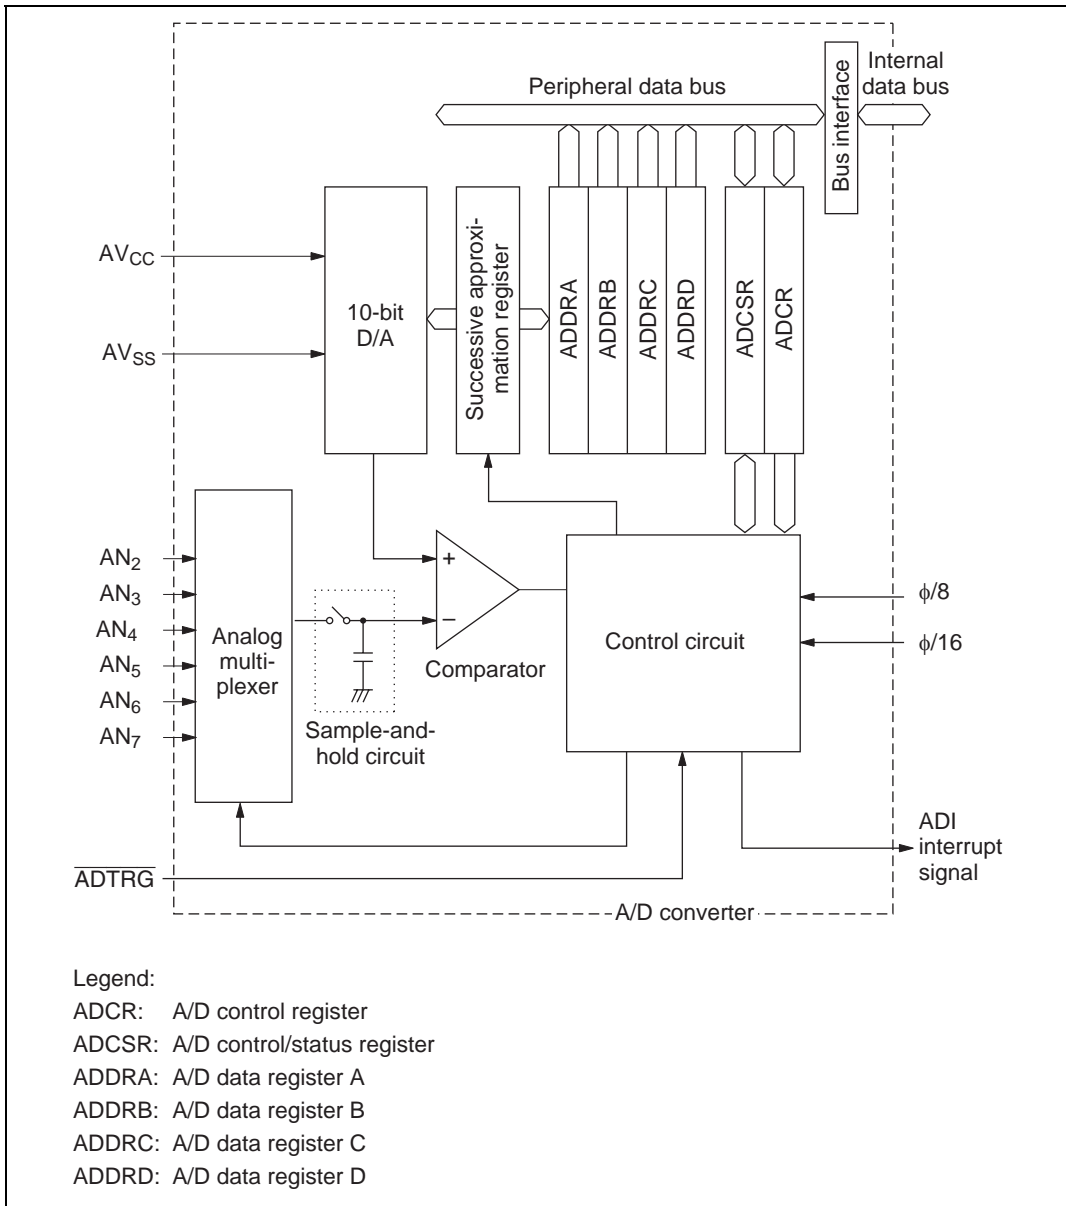 Peripheral data bus
Internal
data bus
Bus interface
AVCC
AVSS
10-bit
D/A
Successive approxi-
mation register
ADDRA
ADDRB
ADDRC
ADDRD
ADCSR
ADCR
AN2
AN3
AN4
AN5
AN6
AN7
Analog
multi-
plexer
+
−
Comparator
Sample-and-
hold circuit
Control circuit
ϕ/8
ϕ/16
ADI
interrupt
signal
ADTRG
A/D converter
Legend:
ADCR: A/D control register
ADCSR: A/D control/status register
ADDRA: A/D data register A
ADDRB: A/D data register B
ADDRC: A/D data register C
ADDRD: A/D data register D